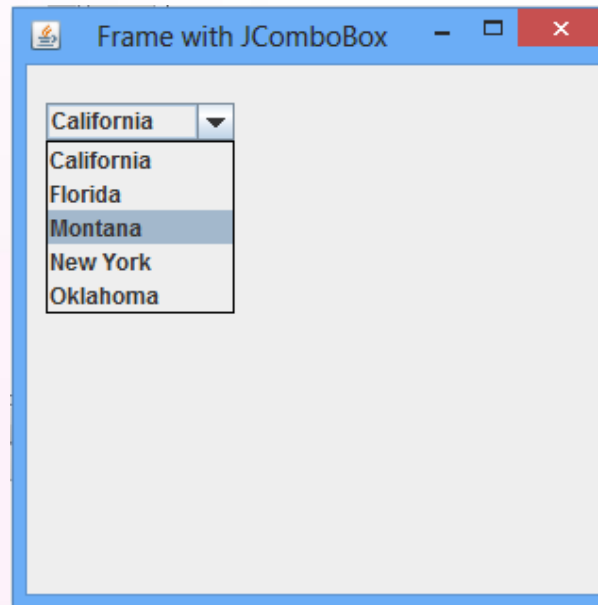 Frame with JComboBox
California
California
Florida
Montana
New York
Oklahoma